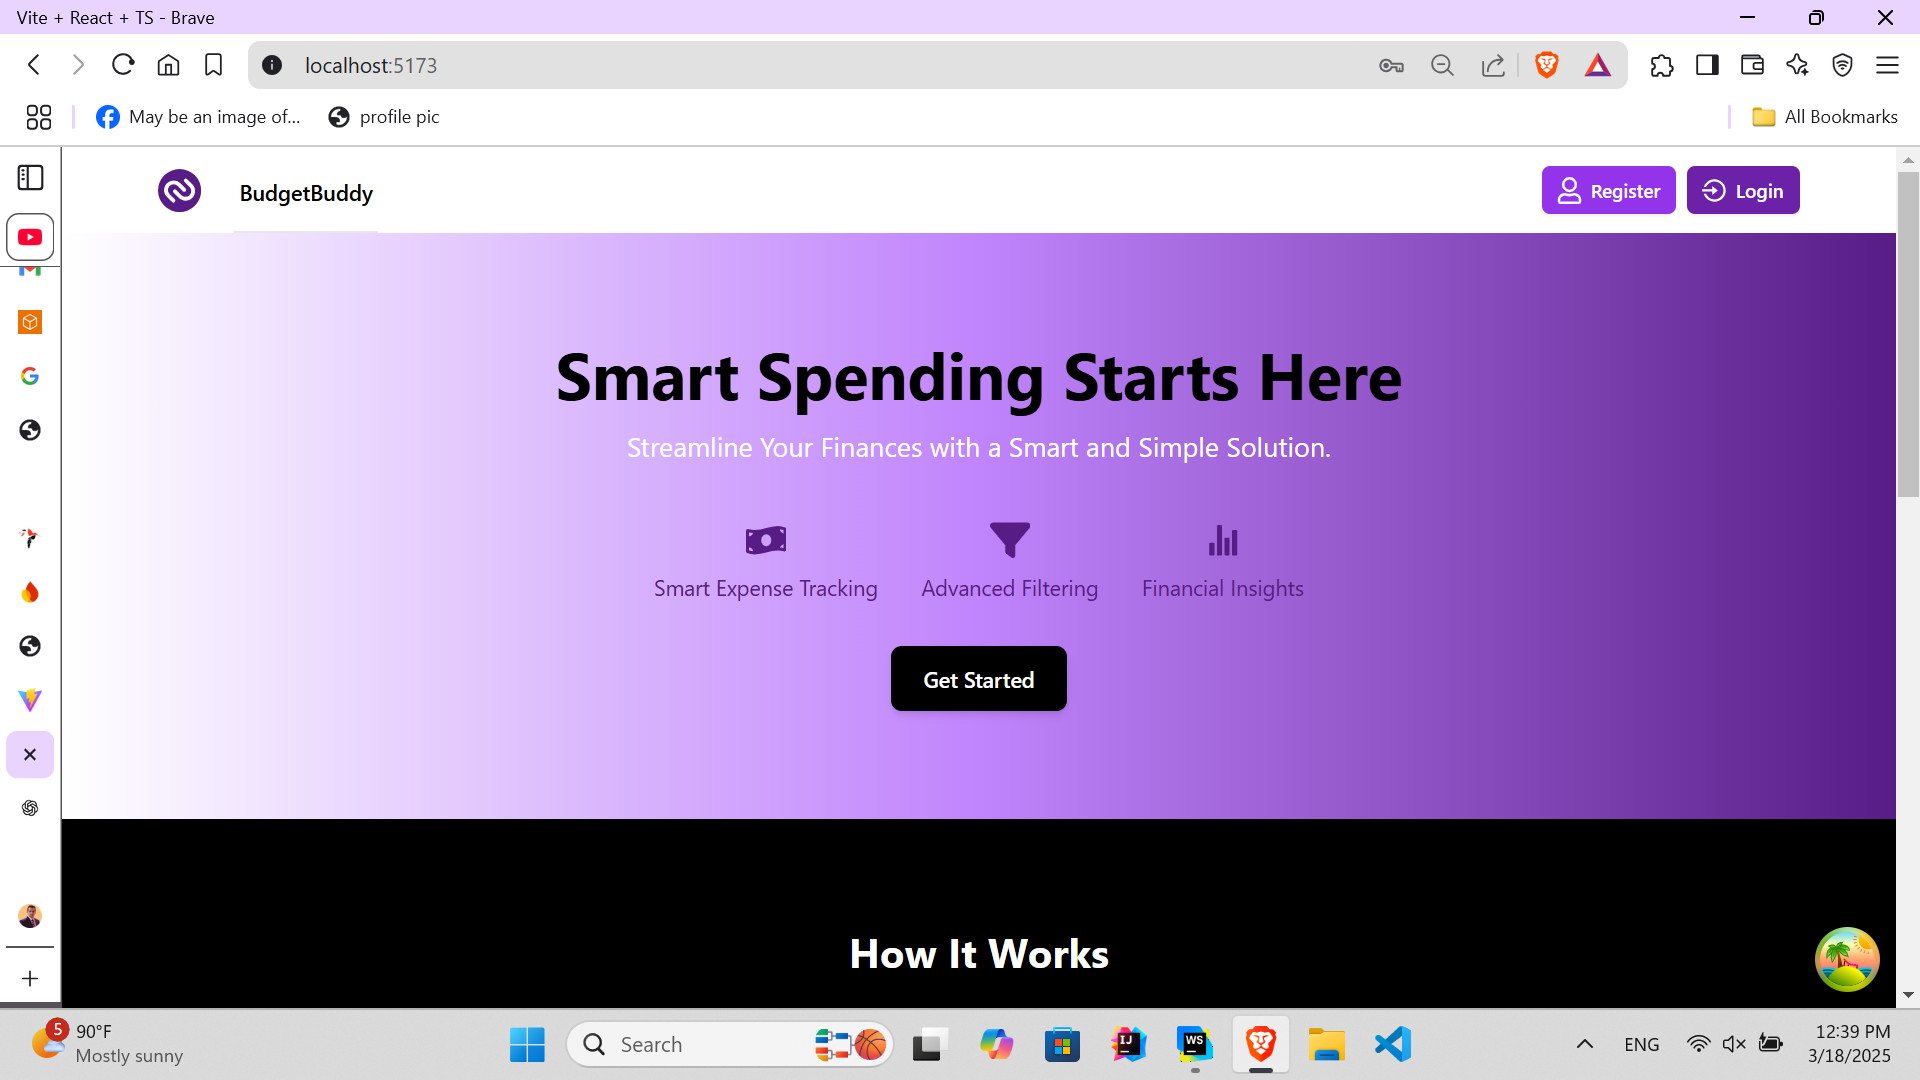 Vite + React + TS - Brave
localhost:5173
May be an image of...
profile pic
All Bookmarks
BudgetBuddy
Register
Login
Smart Spending Starts Here
Streamline Your Finances with a Smart and Simple Solution.
Smart Expense Tracking
Advanced Filtering
Financial Insights
Get Started
How It Works
5
90°F
Mostly sunny
Search
IJ
WS
ENG
12:39 PM
3/18/2025